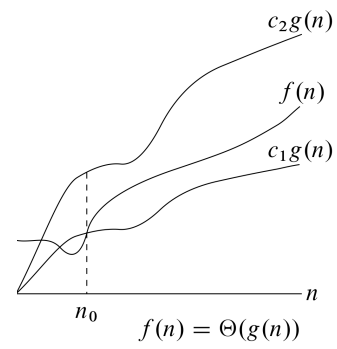 c₂g(n)
f(n)
c₁g(n)
n
n₀
f(n) = Θ(g(n))